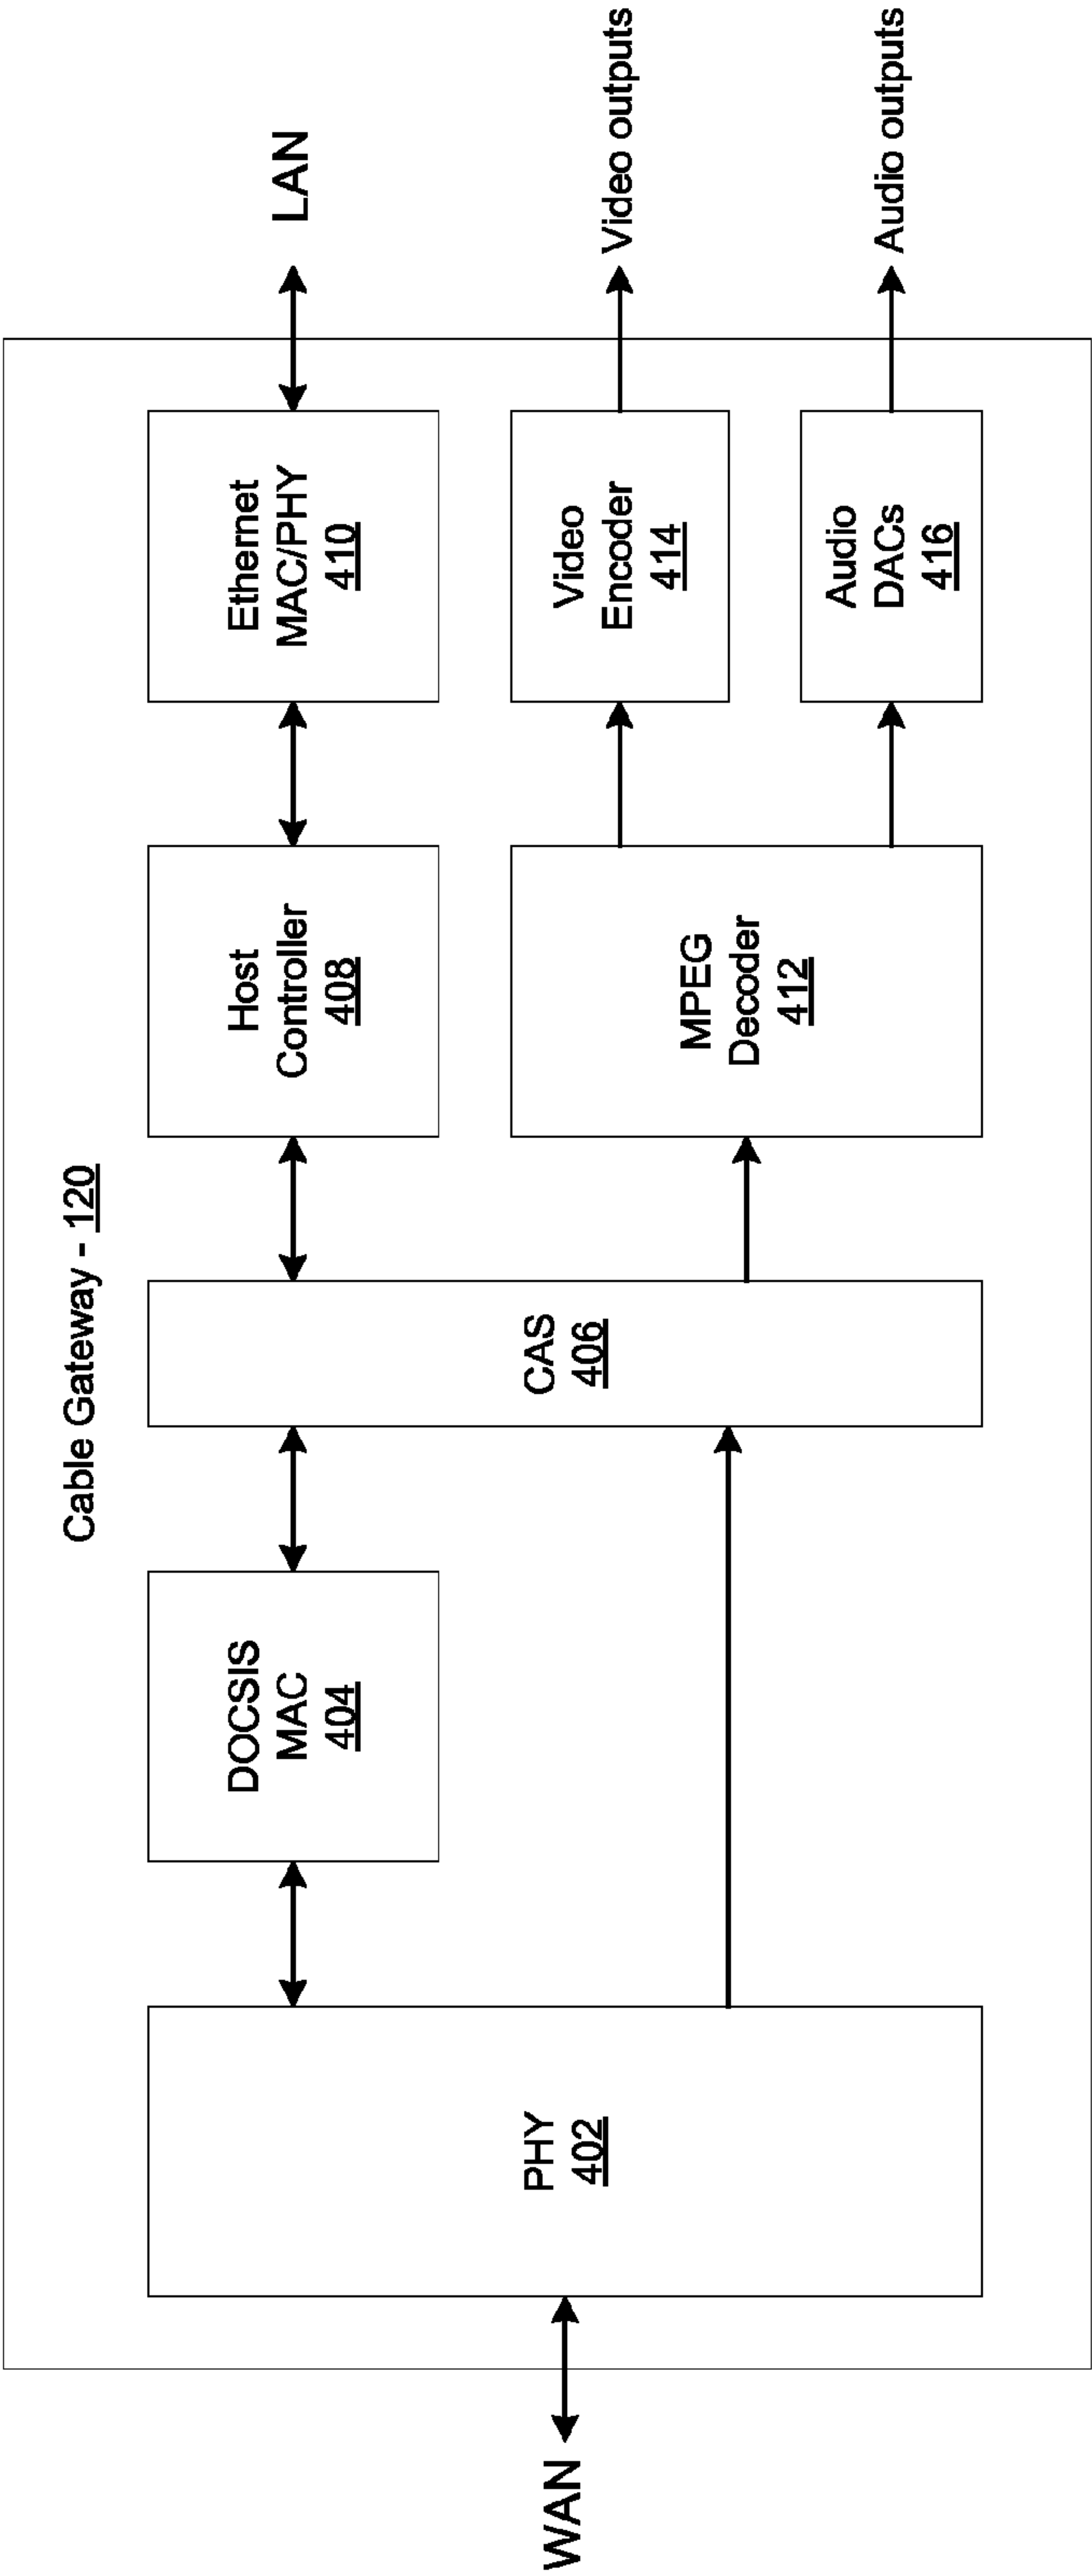 Cable Gateway - 120
WAN
PHY
402
DOCSIS
MAC
404
CAS
406
Host
Controller
408
Ethernet
MAC/PHY
410
LAN
MPEG
Decoder
412
Video
Encoder
414
Video outputs
Audio
DACs
416
Audio outputs